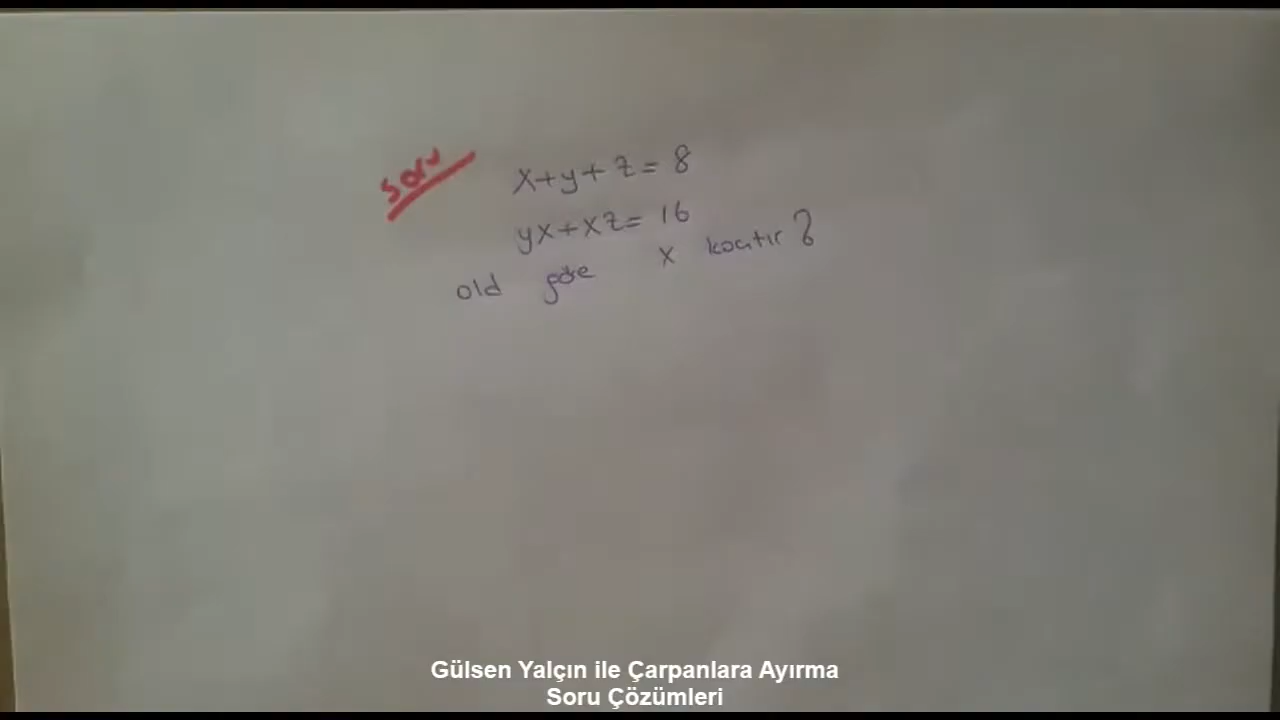 Soru
x+y+z=8
yx+xz=16
old göre x kaçtır?
Gülsen Yalçın ile Çarpanlara Ayırma
Soru Çözümleri